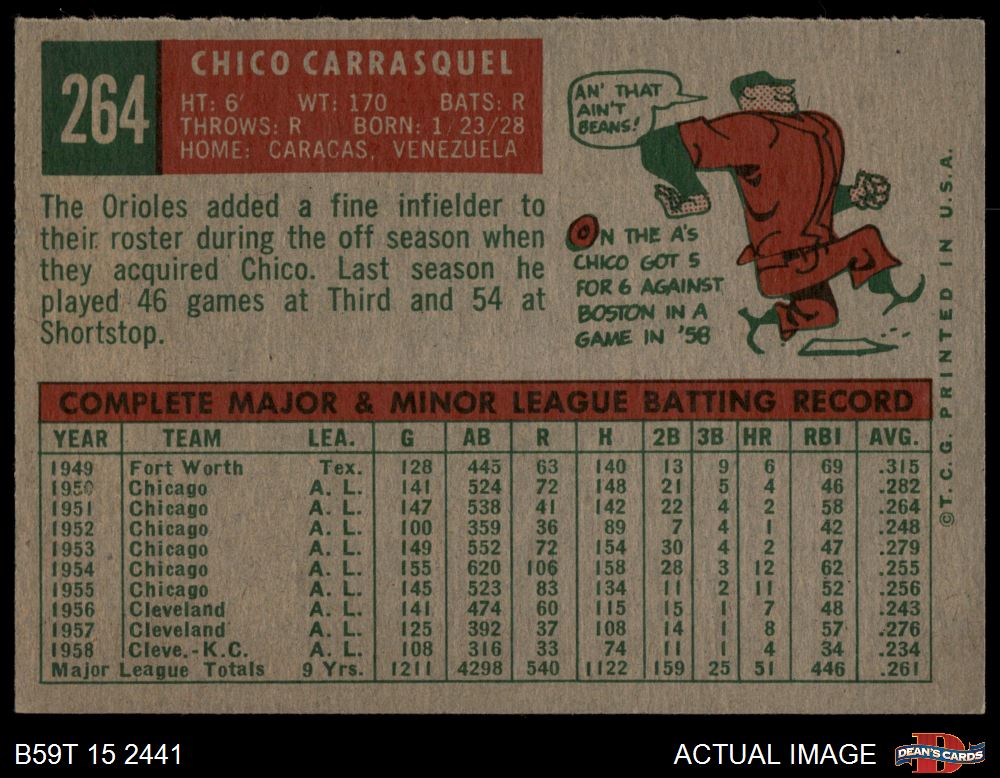 264
CHICO CARRASQUEL
HT: 6' WT: 170 BATS: R
THROWS: R BORN: 1/23/28
HOME: CARACAS, VENEZUELA
The Orioles added a fine infielder to
their roster during the off season when
they acquired Chico. Last season he
played 46 games at Third and 54 at
Shortstop.
AN' THAT
AIN'T
BEANS!
ON THE A'S
CHICO GOT 5
FOR 6 AGAINST
BOSTON IN A
GAME IN '58
COMPLETE MAJOR & MINOR LEAGUE BATTING RECORD
YEAR TEAM LEA. G AB R H 2B 3B HR RBI AVG.
1949 Fort Worth Tex. 128 445 63 140 13 9 6 69 .315
1950 Chicago A. L. 141 524 72 148 21 5 4 46 .282
1951 Chicago A. L. 147 538 41 142 22 4 2 58 .264
1952 Chicago A. L. 100 359 36 89 7 4 1 42 .248
1953 Chicago A. L. 149 552 72 154 30 4 2 47 .279
1954 Chicago A. L. 155 620 106 158 28 3 12 62 .255
1955 Chicago A. L. 145 523 83 134 11 2 11 52 .256
1956 Cleveland A. L. 141 474 60 115 15 1 7 48 .243
1957 Cleveland A. L. 125 392 37 108 14 1 8 57 .276
1958 Cleve.-K.C. A. L. 108 316 33 74 11 1 4 34 .234
Major League Totals 9 Yrs. 1211 4298 540 1122 159 25 51 446 .261
©T.C.G. PRINTED IN U.S.A.
B59T 15 2441
ACTUAL IMAGE
DEAN'S CARDS